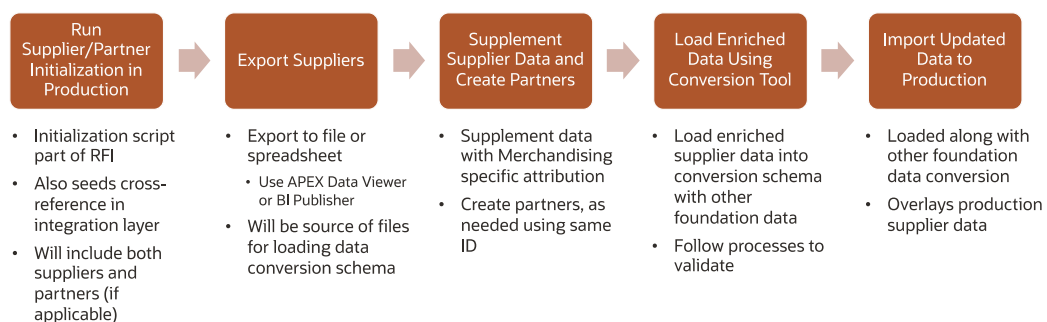 Run
Supplier/Partner
Initialization in
Production
Export Suppliers
Supplement
Supplier Data and
Create Partners
Load Enriched
Data Using
Conversion Tool
Import Updated
Data to
Production
• Initialization script
part of RFI
• Also seeds cross-
reference in
integration layer
• Will include both
suppliers and
partners (if
applicable)
• Export to file or
spreadsheet
• Use APEX Data Viewer
or BI Publisher
• Will be source of files
for loading data
conversion schema
• Supplement data
with Merchandising
specific attribution
• Create partners, as
needed using same
ID
• Load enriched
supplier data into
conversion schema
with other
foundation data
• Follow processes to
validate
• Loaded along with
other foundation
data conversion
• Overlays production
supplier data